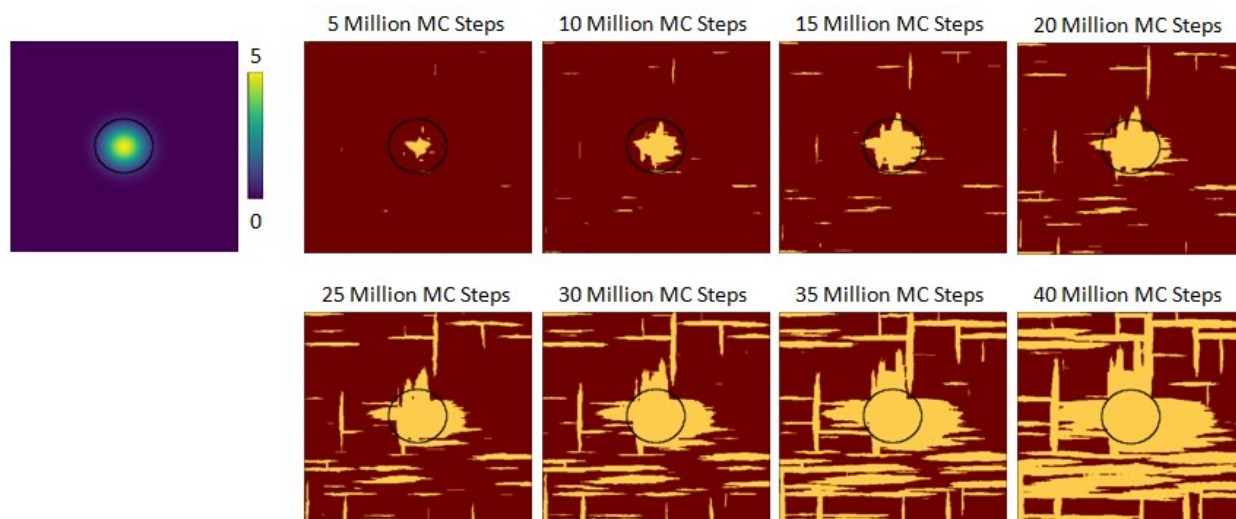 5 Million MC Steps
10 Million MC Steps
15 Million MC Steps
20 Million MC Steps
5
0
25 Million MC Steps
30 Million MC Steps
35 Million MC Steps
40 Million MC Steps